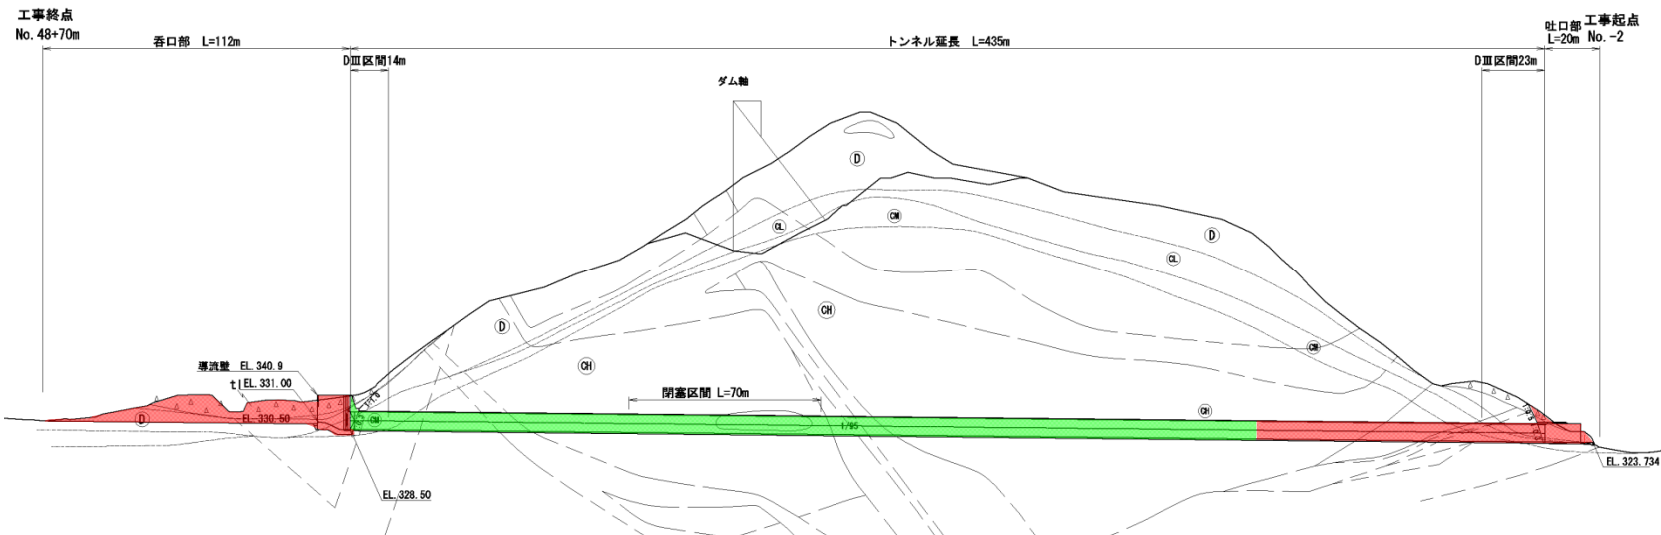 工事終点
No. 48+70m
呑口部 L=112m
トンネル延長 L=435m
吐口部
L=20m
工事起点
No. -2
DⅢ区間14m
DⅢ区間23m
ダム軸
D
CM
CL
D
CL
CH
D
CM
CH
導流壁 EL. 340.9
EL. 331.00
閉塞区間 L=70m
CH
D
EL. 330.50
CM
1/95
EL. 323.734
EL. 328.50